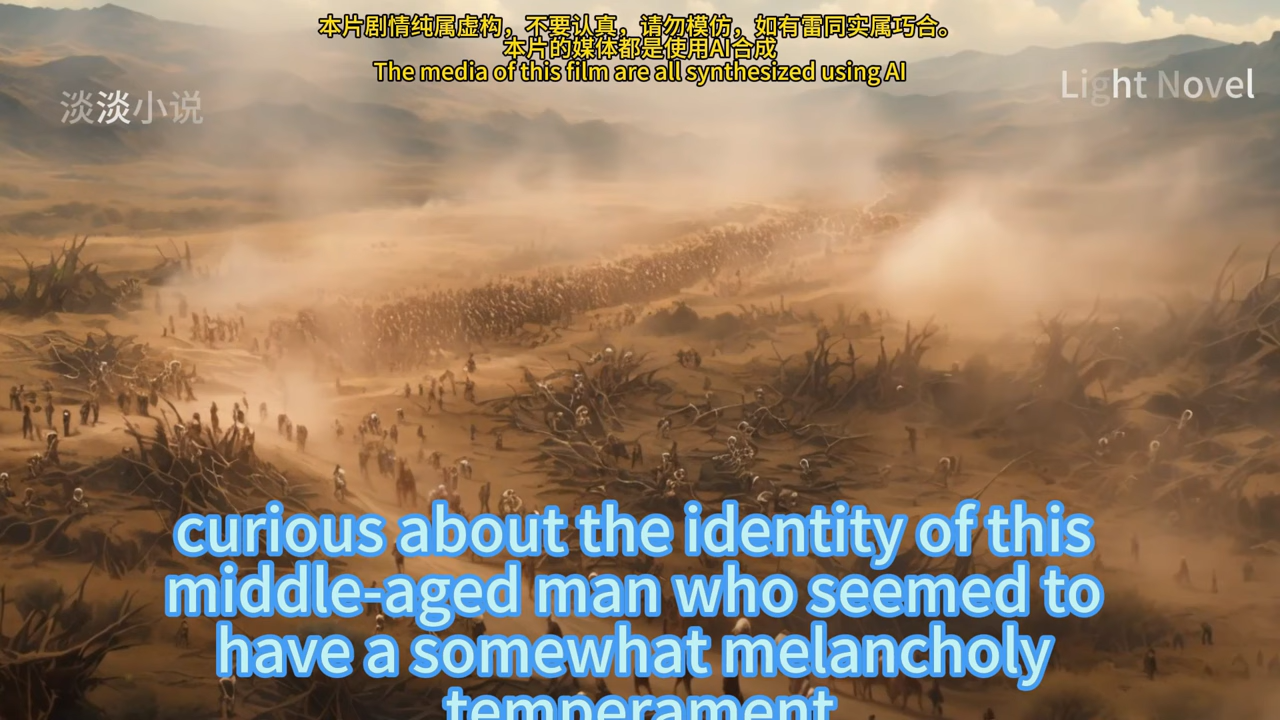 本片剧情纯属虚构，不要认真，请勿模仿，如有雷同实属巧合。
本片的媒体都是使用AI合成
The media of this film are all synthesized using AI
淡淡小说
Light Novel
curious about the identity of this
middle-aged man who seemed to
have a somewhat melancholy
temperament